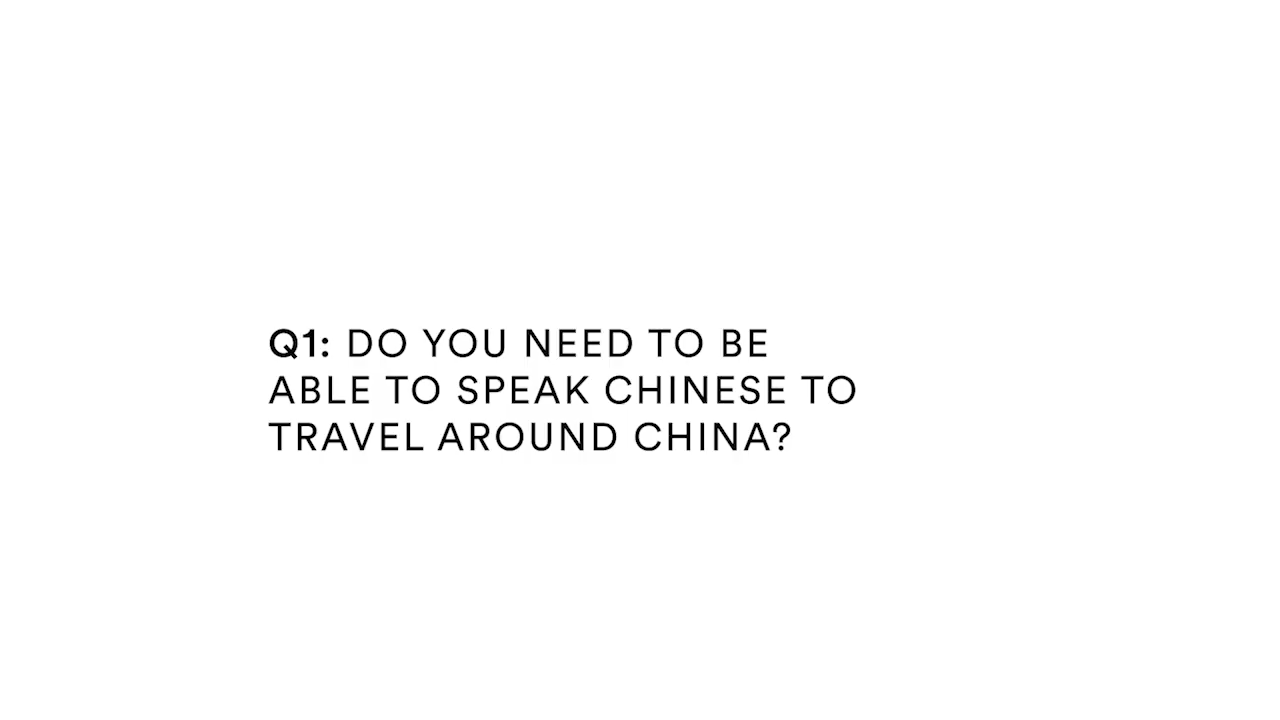 Q1: DO YOU NEED TO BE
ABLE TO SPEAK CHINESE TO
TRAVEL AROUND CHINA?